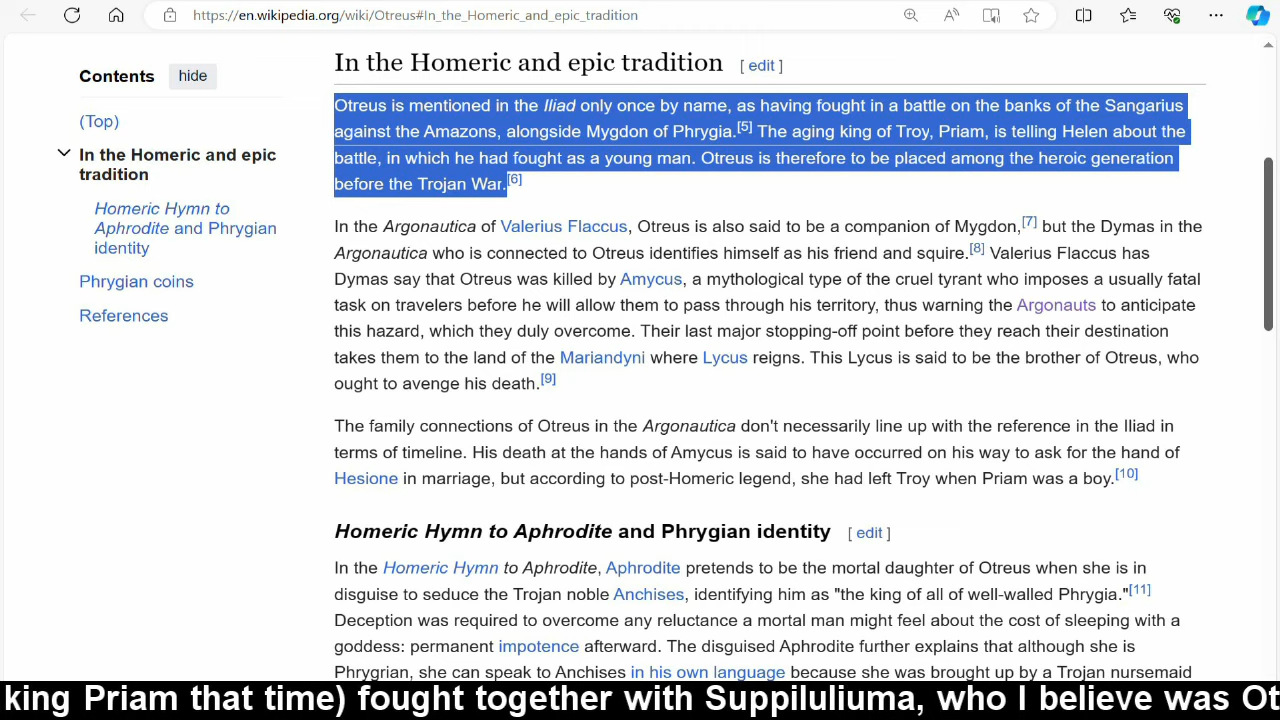 https://en.wikipedia.org/wiki/Otreus#In_the_Homeric_and_epic_tradition
Contents hide
(Top)
In the Homeric and epic
tradition
Homeric Hymn to
Aphrodite and Phrygian
identity
Phrygian coins
References
In the Homeric and epic tradition [ edit ]
Otreus is mentioned in the Iliad only once by name, as having fought in a battle on the banks of the Sangarius
against the Amazons, alongside Mygdon of Phrygia.[5] The aging king of Troy, Priam, is telling Helen about the
battle, in which he had fought as a young man. Otreus is therefore to be placed among the heroic generation
before the Trojan War.[6]
In the Argonautica of Valerius Flaccus, Otreus is also said to be a companion of Mygdon,[7] but the Dymas in the
Argonautica who is connected to Otreus identifies himself as his friend and squire.[8] Valerius Flaccus has
Dymas say that Otreus was killed by Amycus, a mythological type of the cruel tyrant who imposes a usually fatal
task on travelers before he will allow them to pass through his territory, thus warning the Argonauts to anticipate
this hazard, which they duly overcome. Their last major stopping-off point before they reach their destination
takes them to the land of the Mariandyni where Lycus reigns. This Lycus is said to be the brother of Otreus, who
ought to avenge his death.[9]
The family connections of Otreus in the Argonautica don't necessarily line up with the reference in the Iliad in
terms of timeline. His death at the hands of Amycus is said to have occurred on his way to ask for the hand of
Hesione in marriage, but according to post-Homeric legend, she had left Troy when Priam was a boy.[10]
Homeric Hymn to Aphrodite and Phrygian identity [ edit ]
In the Homeric Hymn to Aphrodite, Aphrodite pretends to be the mortal daughter of Otreus when she is in
disguise to seduce the Trojan noble Anchises, identifying him as "the king of all of well-walled Phrygia."[11]
Deception was required to overcome any reluctance a mortal man might feel about the cost of sleeping with a
goddess: permanent impotence afterward. The disguised Aphrodite further explains that although she is
Phrygrian, she can speak to Anchises in his own language because she was brought up by a Trojan nursemaid
king Priam that time) fought together with Suppiluliuma, who I believe was Ot